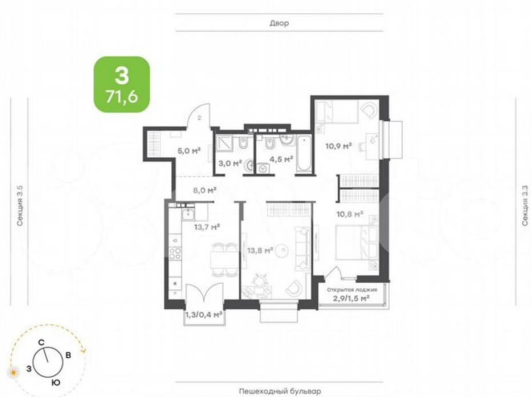 Двор
3
71,6
Секция 3.5
Секция 3.3
5,0 м²
3,0 м²
4,5 м²
10,9 м²
8,0 м²
13,7 м²
13,8 м²
10,8 м²
Открытая лоджия
2,9/1,5 м²
1,3/0,4 м²
С
З
В
Ю
Пешеходный бульвар